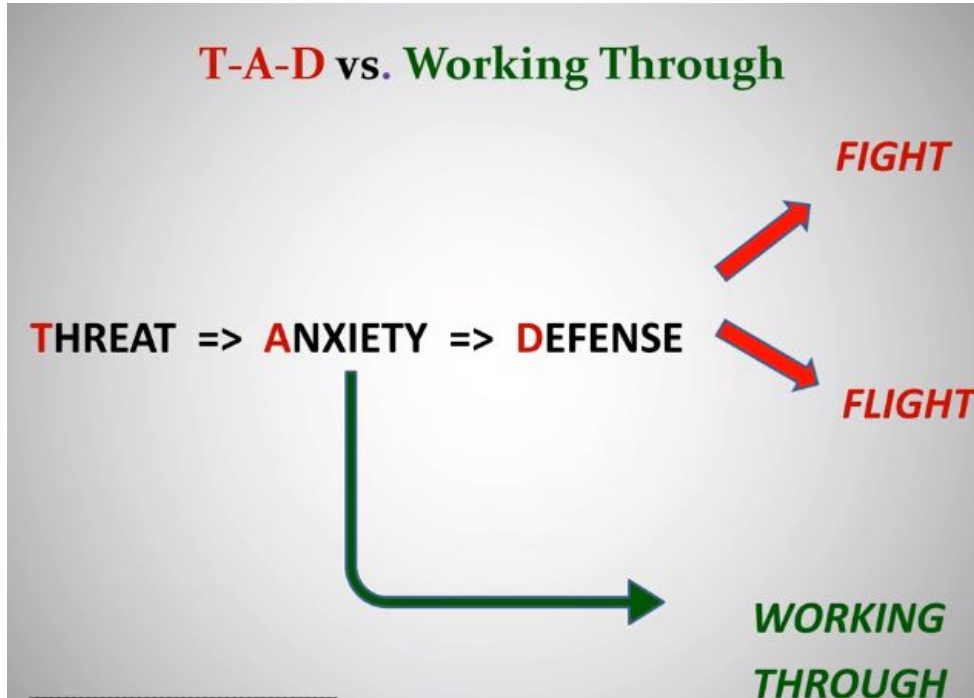 T-A-D vs. Working Through
FIGHT
THREAT => ANXIETY => DEFENSE
FLIGHT
WORKING
THROUGH